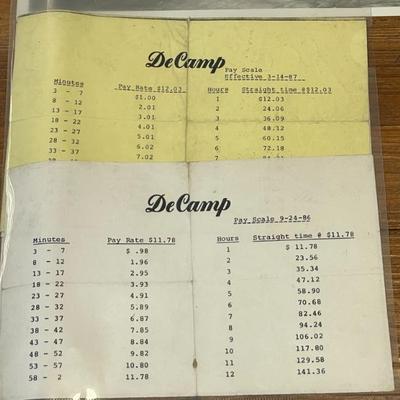 DeCamp Pay Scale
Effective 3-14-87
Minutes Pay Rate $12.03 Hours Straight time @$12.03
3 - 7 $1.00 1 $12.03
8 - 12 2.01 2 24.06
13 - 17 3.01 3 36.09
18 - 22 4.01 4 48.12
23 - 27 5.01 5 60.15
28 - 32 6.02 6 72.18
33 - 37 7.02 7
DeCamp
Pay Scale 9-24-86
Minutes Pay Rate $11.78 Hours Straight time @ $11.78
3 - 7 $ .98 1 $ 11.78
8 - 12 1.96 2 23.56
13 - 17 2.95 3 35.34
18 - 22 3.93 4 47.12
23 - 27 4.91 5 58.90
28 - 32 5.89 6 70.68
33 - 37 6.87 7 82.46
38 - 42 7.85 8 94.24
43 - 47 8.84 9 106.02
48 - 52 9.82 10 117.80
53 - 57 10.80 11 129.58
58 - 2 11.78 12 141.36